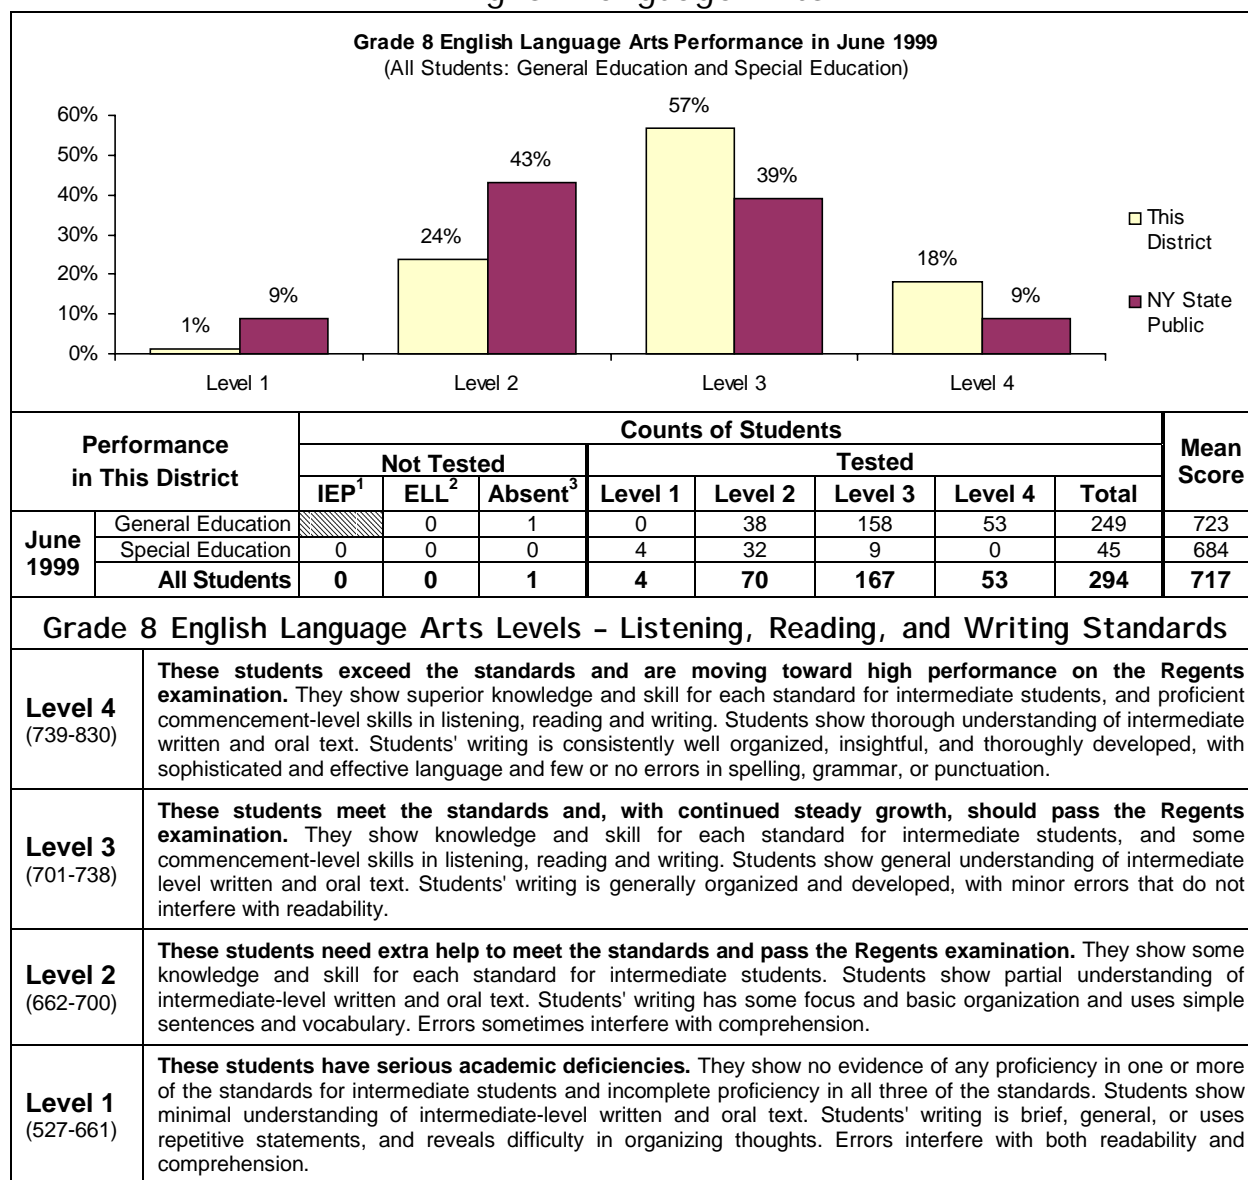 Grade 8 English Language Arts Performance in June 1999
(All Students: General Education and Special Education)
57%
60%
50%
43%
39%
40%
30%
24%
This
District
18%
20%
9%
9%
NY State
Public
10%
1%
0%
Level 1 Level 2 Level 3 Level 4
Performance
in This District
Counts of Students
Mean
Score
Not Tested Tested
IEP1 ELL2 Absent3 Level 1 Level 2 Level 3 Level 4 Total
June
1999
General Education 0 1 0 38 158 53 249 723
Special Education 0 0 0 4 32 9 0 45 684
All Students 0 0 1 4 70 167 53 294 717
Grade 8 English Language Arts Levels – Listening, Reading, and Writing Standards
Level 4
(739-830)
These students exceed the standards and are moving toward high performance on the Regents
examination. They show superior knowledge and skill for each standard for intermediate students, and proficient
commencement-level skills in listening, reading and writing. Students show thorough understanding of intermediate
written and oral text. Students' writing is consistently well organized, insightful, and thoroughly developed, with
sophisticated and effective language and few or no errors in spelling, grammar, or punctuation.
Level 3
(701-738)
These students meet the standards and, with continued steady growth, should pass the Regents
examination. They show knowledge and skill for each standard for intermediate students, and some
commencement-level skills in listening, reading and writing. Students show general understanding of intermediate
level written and oral text. Students' writing is generally organized and developed, with minor errors that do not
interfere with readability.
Level 2
(662-700)
These students need extra help to meet the standards and pass the Regents examination. They show some
knowledge and skill for each standard for intermediate students. Students show partial understanding of
intermediate-level written and oral text. Students' writing has some focus and basic organization and uses simple
sentences and vocabulary. Errors sometimes interfere with comprehension.
Level 1
(527-661)
These students have serious academic deficiencies. They show no evidence of any proficiency in one or more
of the standards for intermediate students and incomplete proficiency in all three of the standards. Students show
minimal understanding of intermediate-level written and oral text. Students' writing is brief, general, or uses
repetitive statements, and reveals difficulty in organizing thoughts. Errors interfere with both readability and
comprehension.